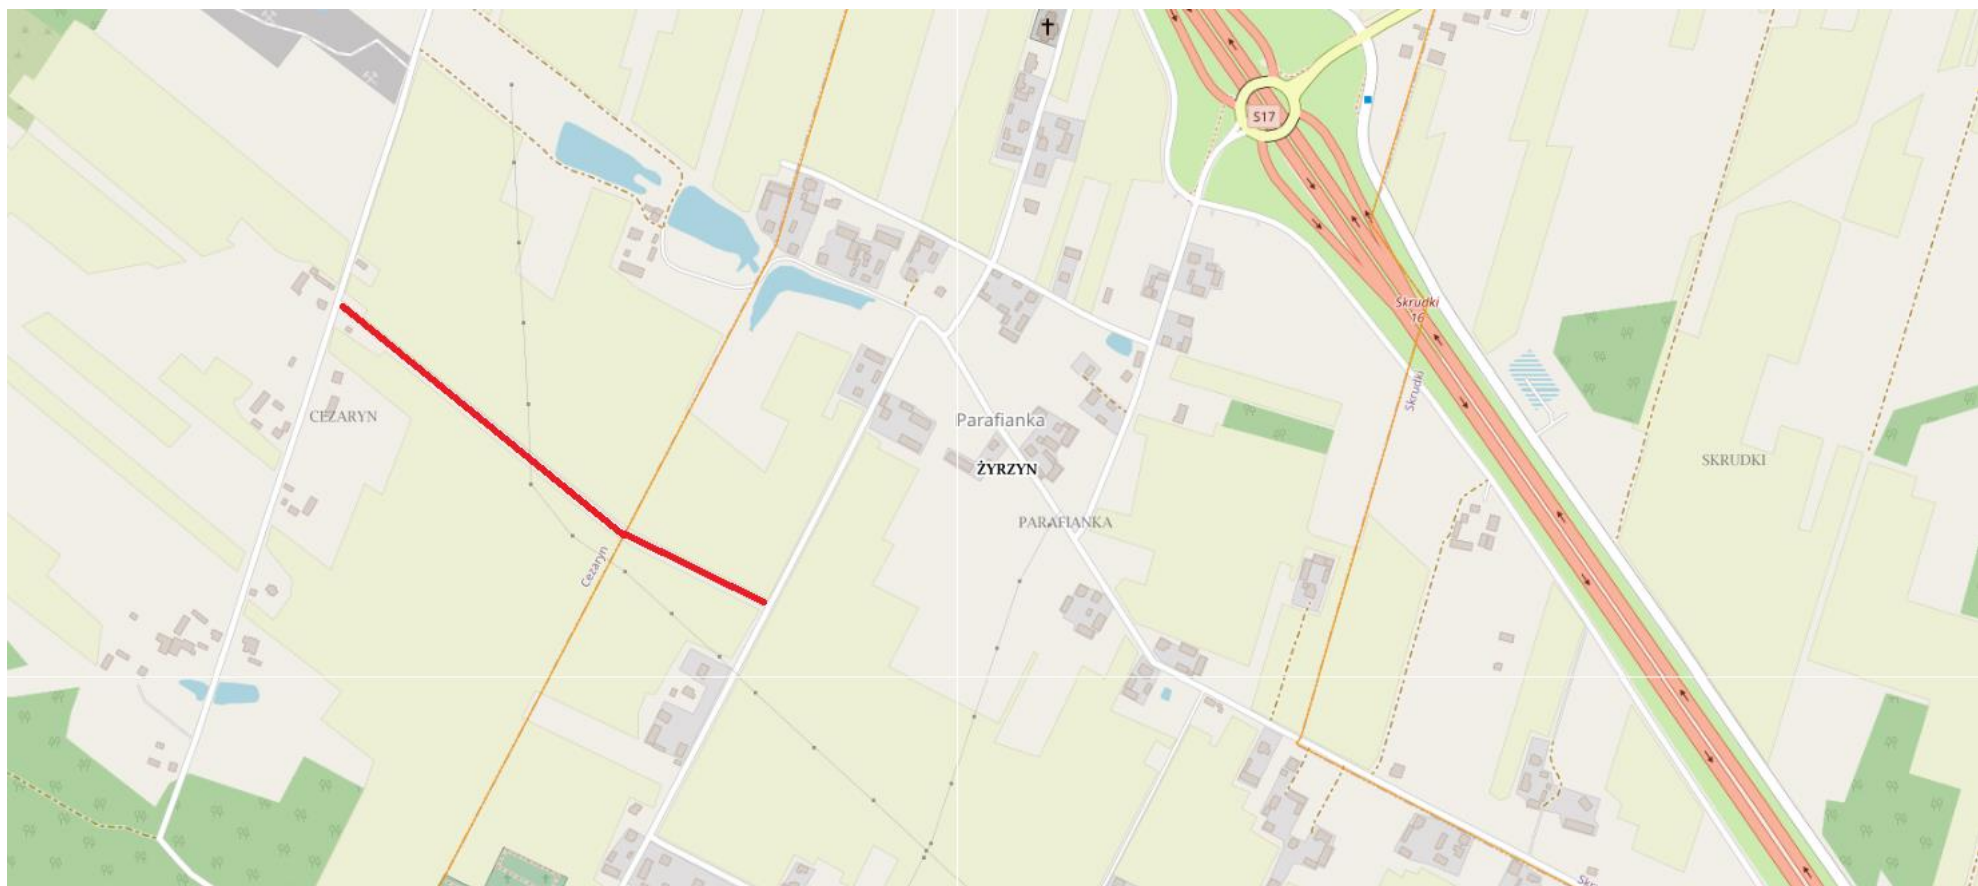 S17
Skrudki
16
Skrudki
CEZARYN
Parafianka
ŻYRZYN
SKRUDKI
PARAFIANKA
Cezaryn